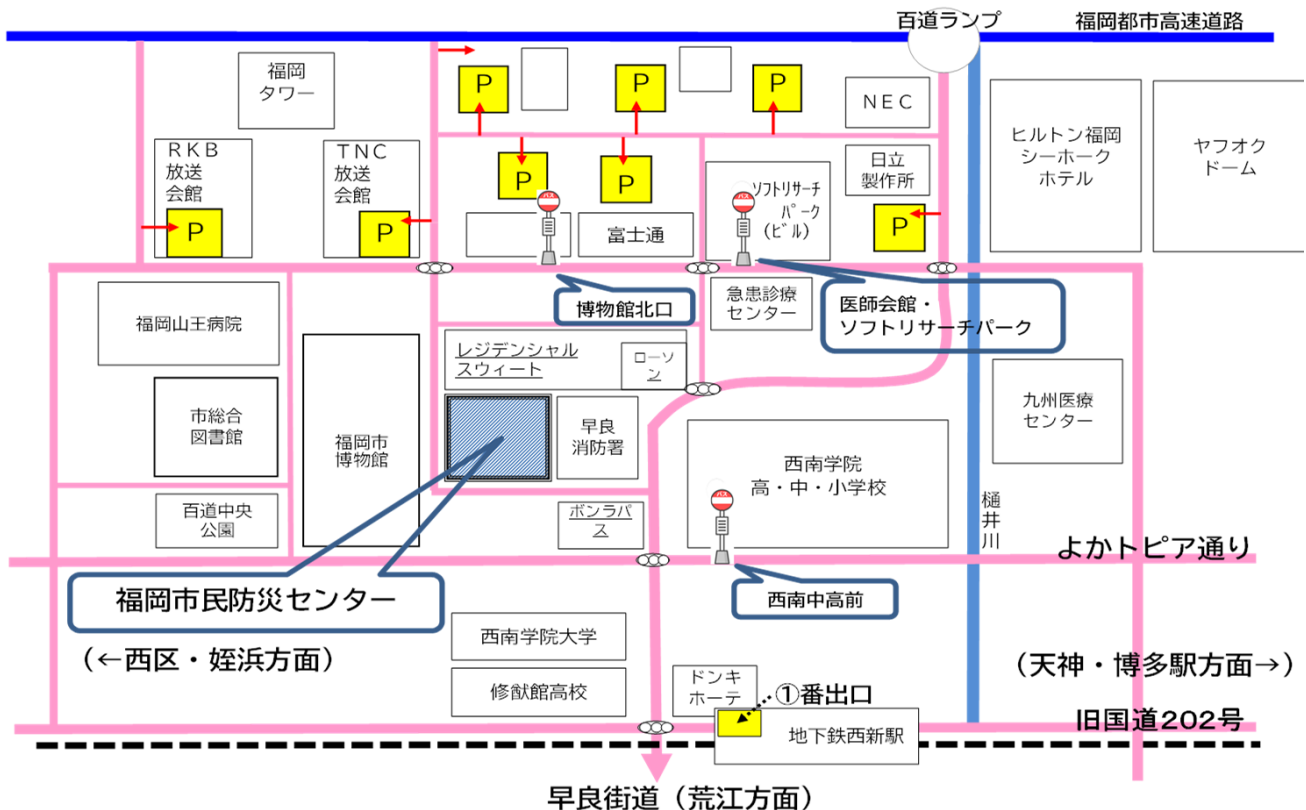 百道ランプ
福岡都市高速道路
福岡
タワー
P
P
P
NEC
ヒルトン福岡
シーホーク
ホテル
ヤフオク
ドーム
RKB
放送
会館
P
TNC
放送
会館
P
P
P
ソフトリサーチ
パーク
(ビル)
日立
製作所
P
富士通
博物館北口
急患診療
センター
医師会館・
ソフトリサーチパーク
福岡山王病院
レジデンシャル
スウィート
ローソ
ン
市総合
図書館
福岡市
博物館
早良
消防署
九州医療
センター
西南学院
高・中・小学校
百道中央
公園
ボンラパ
ス
樋井川
よかトピア通り
福岡市民防災センター
西南中高前
(←西区・姪浜方面)
西南学院大学
(天神・博多駅方面→)
修猷館高校
ドンキ
ホーテ
①番出口
地下鉄西新駅
旧国道202号
早良街道(荒江方面)